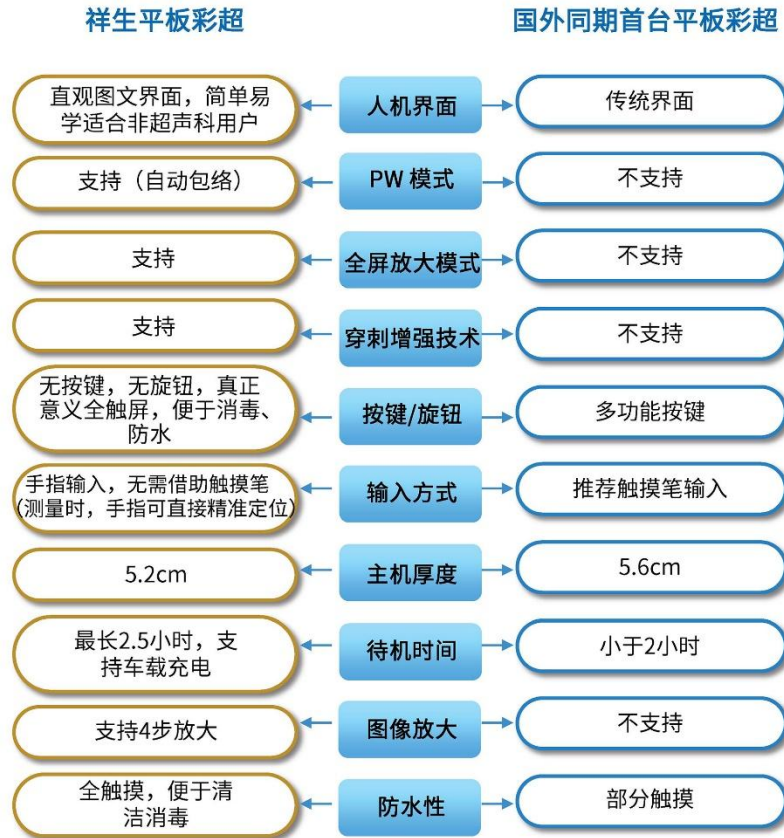 祥生平板彩超
国外同期首台平板彩超
直观图文界面，简单易
学适合非超声科用户
人机界面
传统界面
支持（自动包络）
PW 模式
不支持
支持
全屏放大模式
不支持
支持
穿刺增强技术
不支持
无按键，无旋钮，真正
意义全触屏，便于消毒、
防水
按键/旋钮
多功能按键
手指输入，无需借助触摸笔
(测量时，手指可直接精准定位)
输入方式
推荐触摸笔输入
5.2cm
主机厚度
5.6cm
最长2.5小时，支
持车载充电
待机时间
小于2小时
支持4步放大
图像放大
不支持
全触摸，便于清
洁消毒
防水性
部分触摸